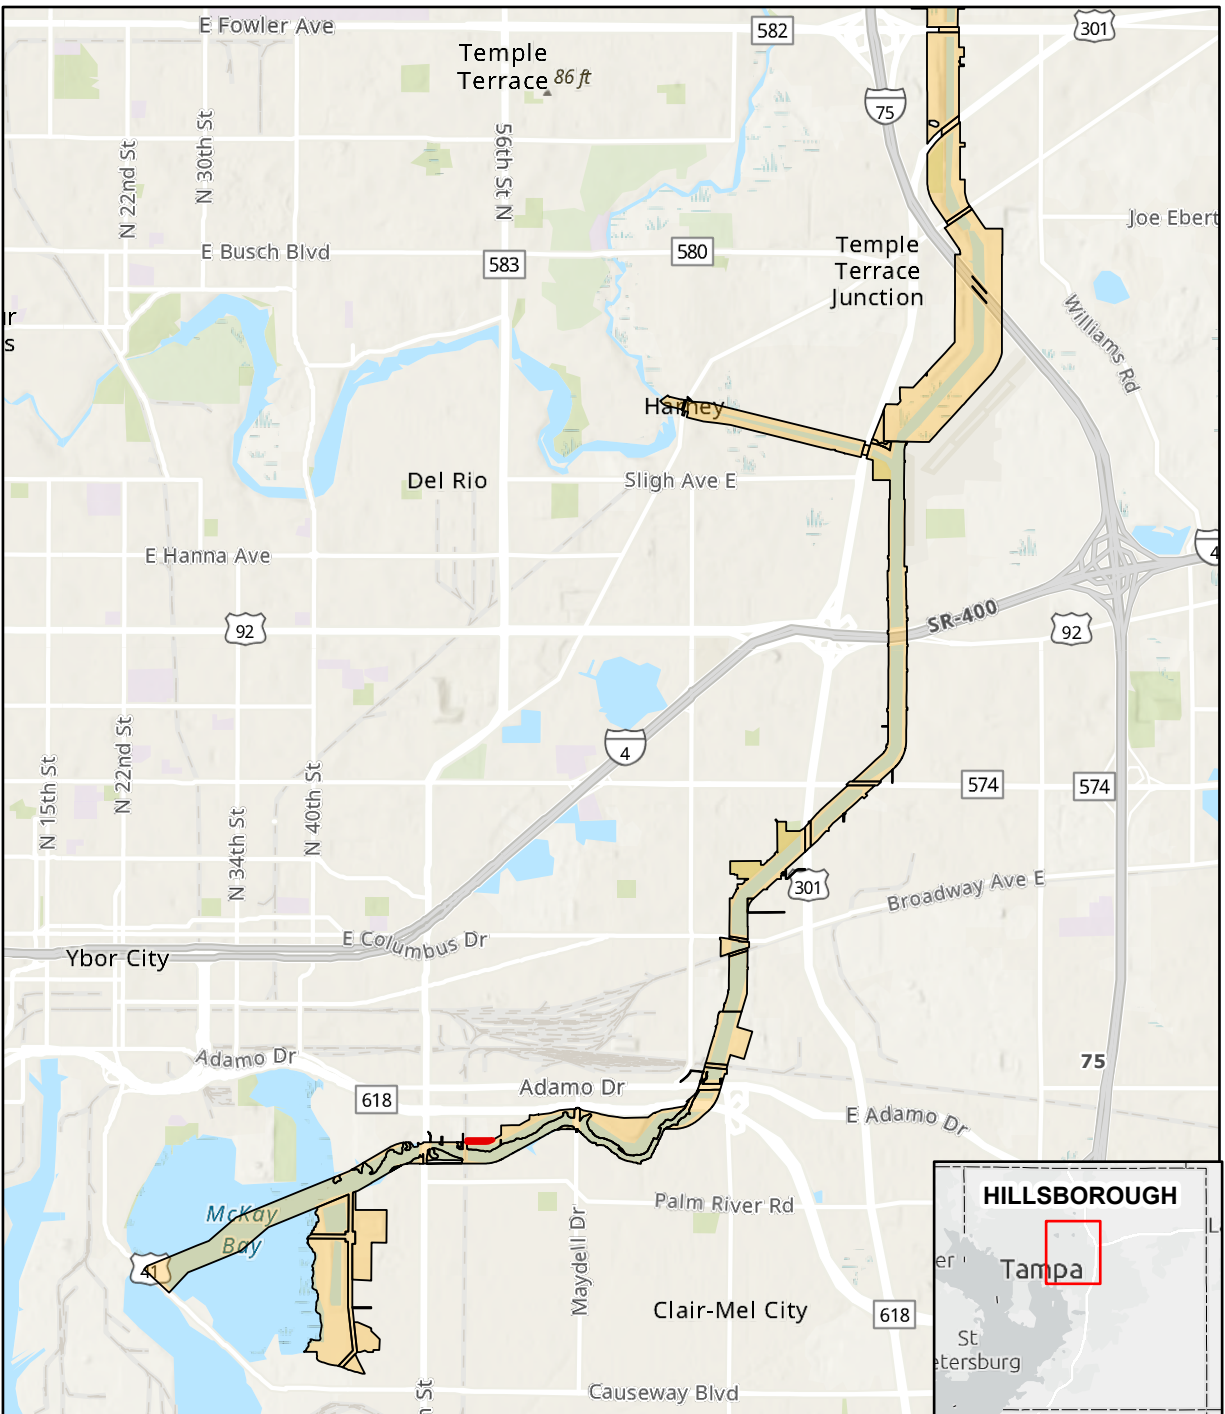 E Fowler Ave
582
301
Temple
Terrace
86 ft
75
N 22nd St
N 30th St
56th St N
Joe Ebert
E Busch Blvd
583
580
Temple
Terrace
Junction
Williams Rd
Harney
Del Rio
Sligh Ave E
E Hanna Ave
4
SR-400
92
92
4
N 15th St
N 22nd St
N 34th St
N 40th St
574
574
301
Broadway Ave E
E Columbus Dr
Ybor City
Adamo Dr
Adamo Dr
75
618
E Adamo Dr
Palm River Rd
McKay
Bay
41
Maydell Dr
Clair-Mel City
618
Causeway Blvd
St
HILLSBOROUGH
Tampa
St
etersburg